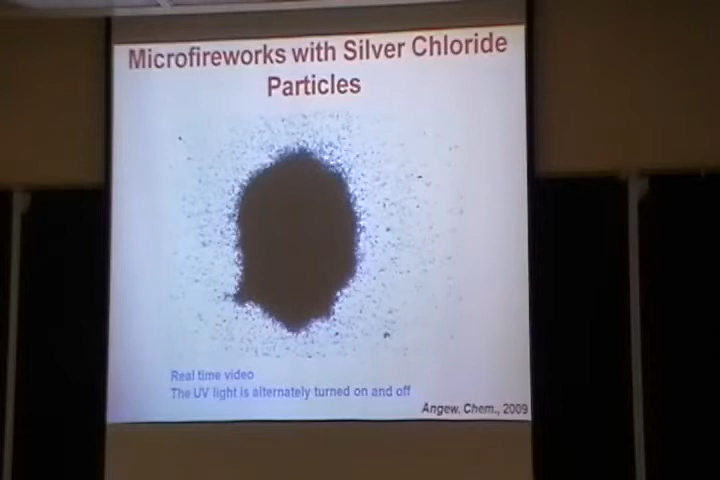 Microfireworks with Silver Chloride
Particles
Real time video
The UV light is alternately turned on and off
Angew. Chem., 2009